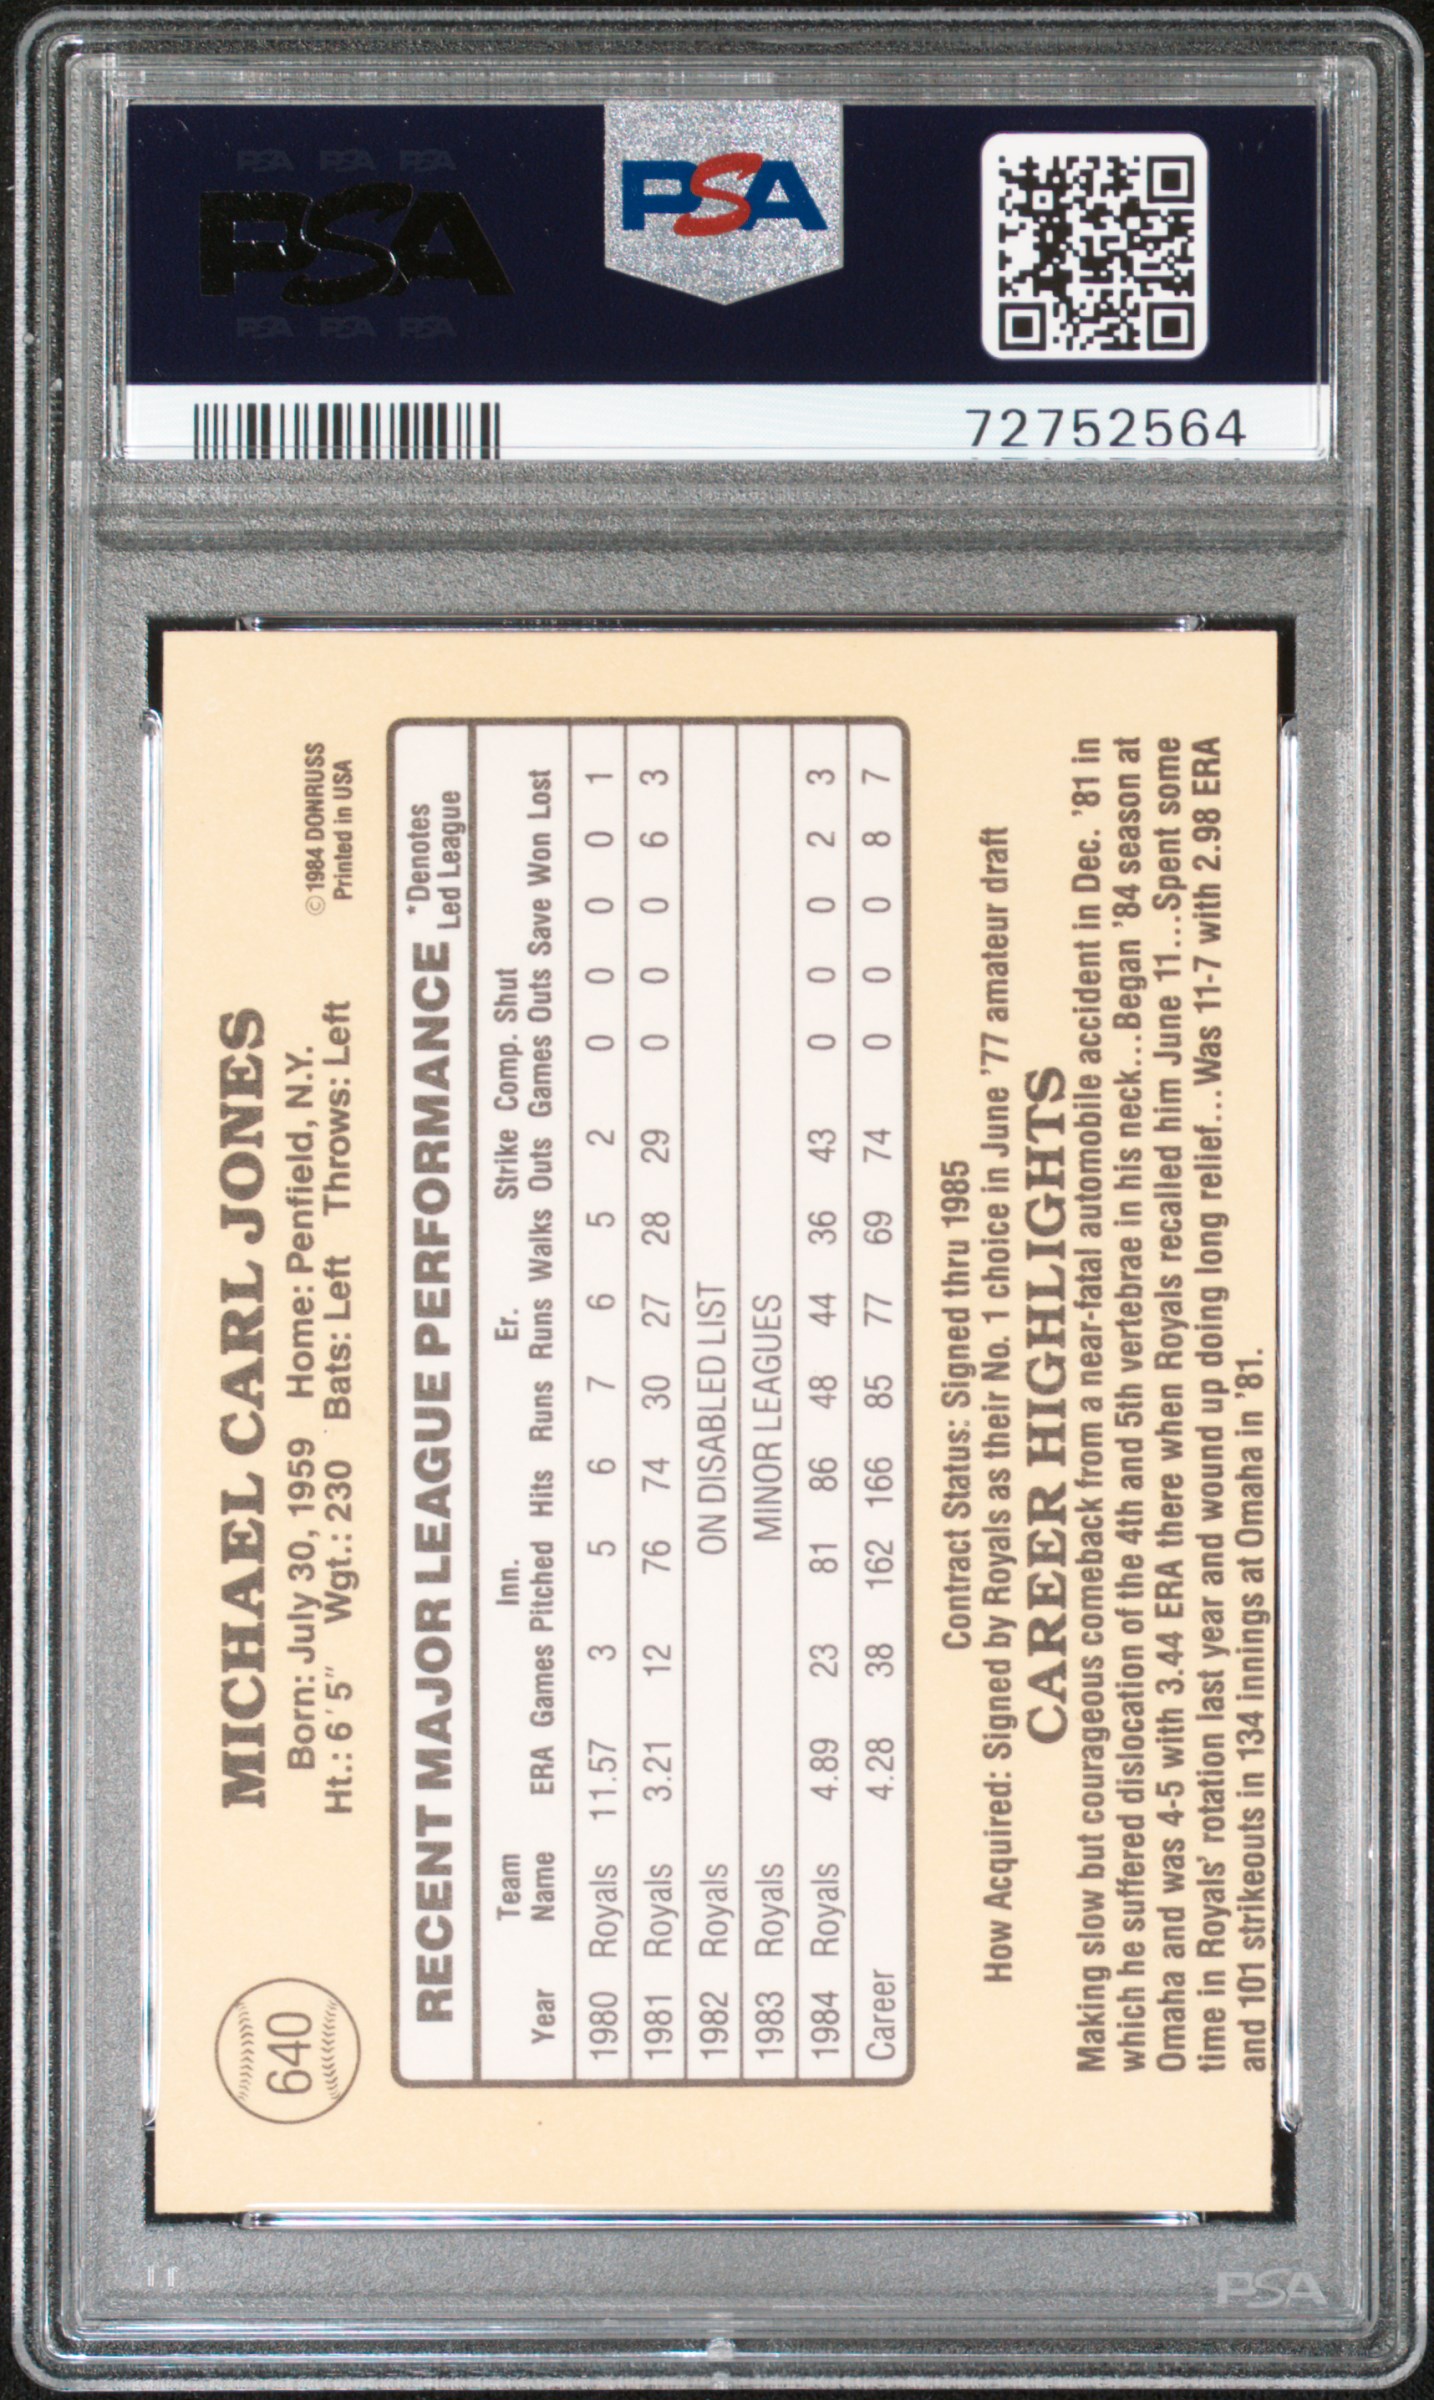 PSA PSA PSA
PSA
PSA PSA PSA
PSA
72752564
640
MICHAEL CARL JONES
©1984 DONRUSS
Printed in USA
Born: July 30, 1959 Home: Penfield, N.Y.
Ht.: 6'5" Wgt.: 230 Bats: Left Throws: Left
RECENT MAJOR LEAGUE PERFORMANCE *Denotes Led League
Year Team Name ERA Games Inn. Pitched Hits Runs Er. Runs Walks Strike Outs Comp. Games Shut Outs Save Won Lost
1980 Royals 11.57 3 5 6 7 6 5 2 0 0 0 0 1
1981 Royals 3.21 12 76 74 30 27 28 29 0 0 0 6 3
1982 Royals ON DISABLED LIST
1983 Royals MINOR LEAGUES
1984 Royals 4.89 23 81 86 48 44 36 43 0 0 0 2 3
Career 4.28 38 162 166 85 77 69 74 0 0 0 8 7
Contract Status: Signed thru 1985
How Acquired: Signed by Royals as their No. 1 choice in June '77 amateur draft
CAREER HIGHLIGHTS
Making slow but courageous comeback from a near-fatal automobile accident in Dec. '81 in
which he suffered dislocation of the 4th and 5th vertebrae in his neck...Began '84 season at
Omaha and was 4-5 with 3.44 ERA there when Royals recalled him June 11...Spent some
time in Royals' rotation last year and wound up doing long relief...Was 11-7 with 2.98 ERA
and 101 strikeouts in 134 innings at Omaha in '81.
PSA